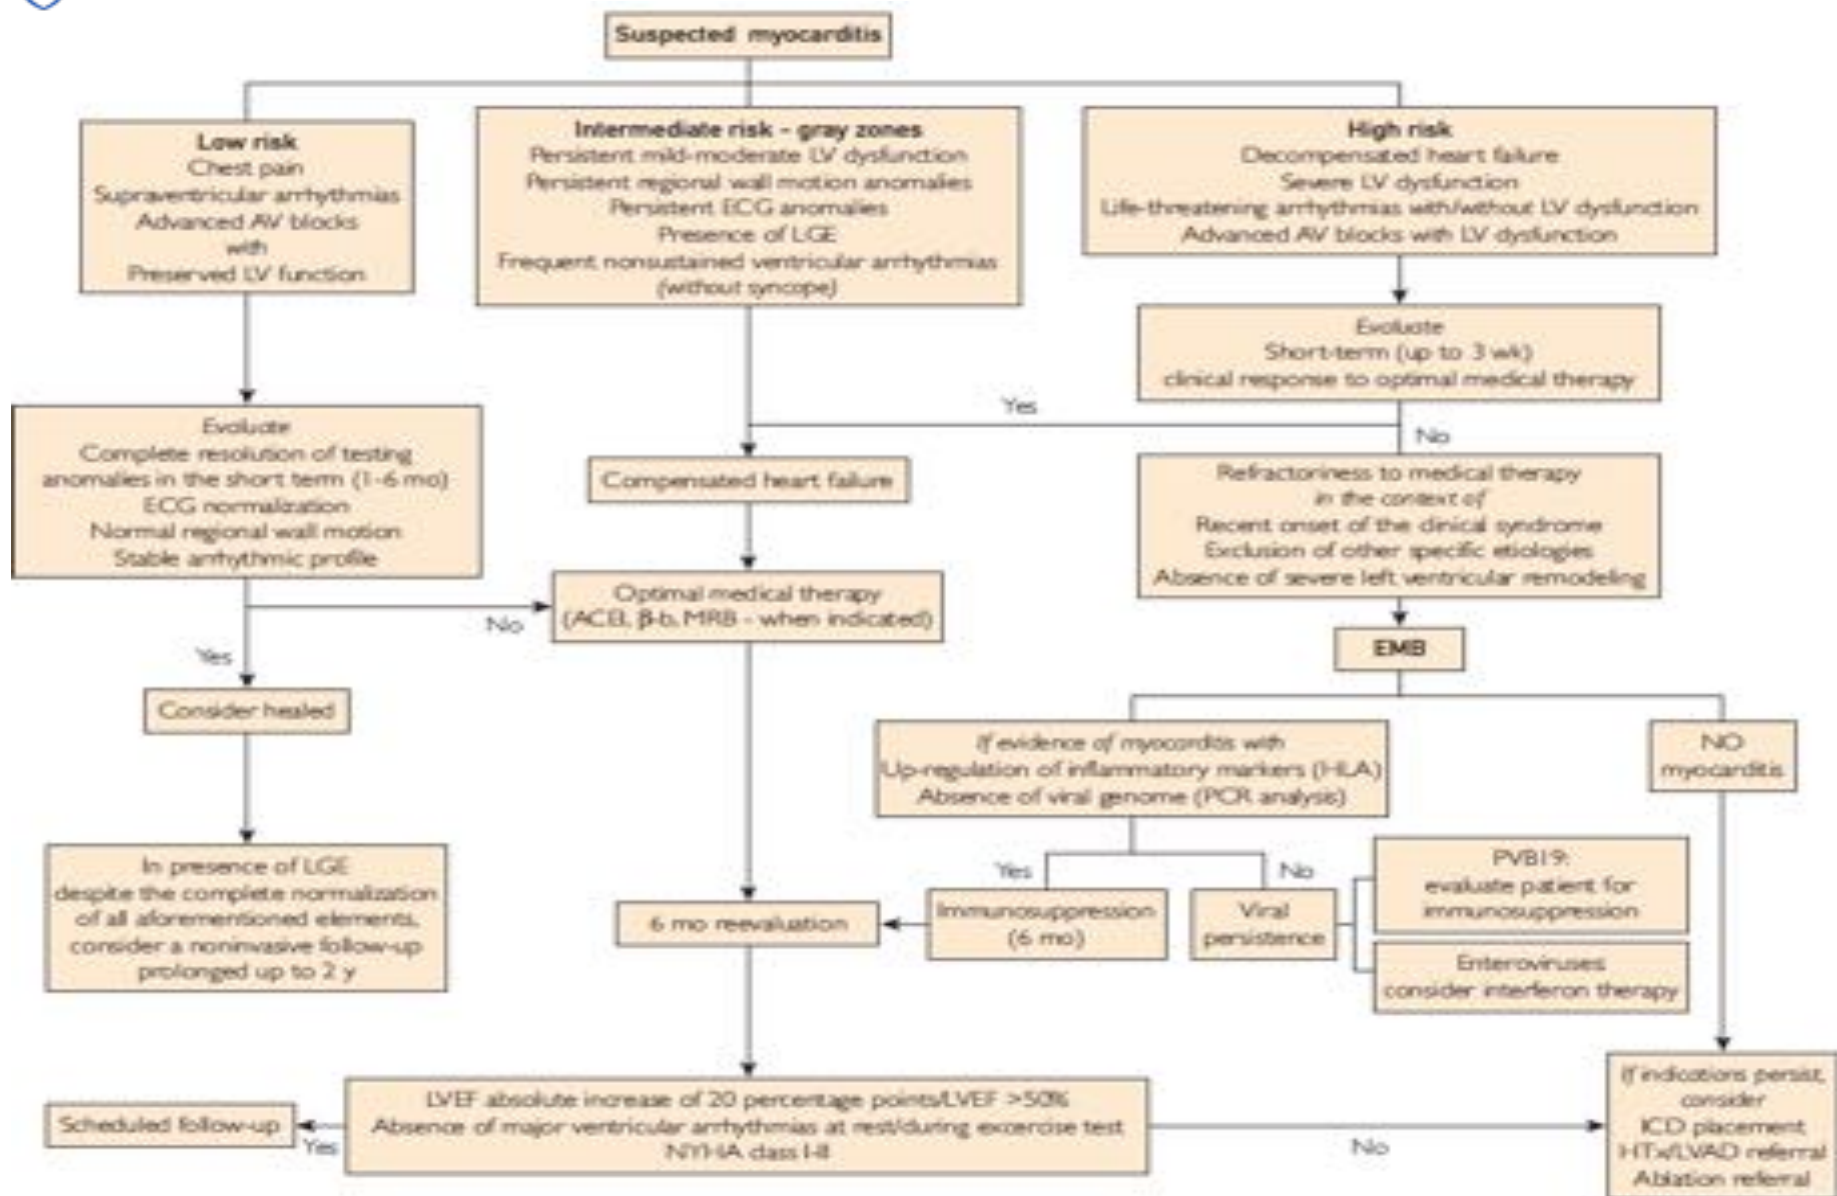 Suspected myocarditis
Low risk
Chest pain
Supraventricular arrhythmias
Advanced AV blocks
with
Preserved LV function
Intermediate risk - gray zones
Persistent mild-moderate LV dysfunction
Persistent regional wall motion anomalies
Persistent ECG anomalies
Presence of LGE
Frequent nonsustained ventricular arrhythmias
(without syncope)
High risk
Decompensated heart failure
Severe LV dysfunction
Life-threatening arrhythmias with/without LV dysfunction
Advanced AV blocks with LV dysfunction
Evaluate
Short-term (up to 3 wk)
clinical response to optimal medical therapy
Yes
No
Evaluate
Complete resolution of testing
anomalies in the short term (1-6 mo)
ECG normalization
Normal regional wall motion
Stable arrhythmic profile
Compensated heart failure
Refractoriness to medical therapy
in the context of
Recent onset of the clinical syndrome
Exclusion of other specific etiologies
Absence of severe left ventricular remodeling
Optimal medical therapy
(ACEI, β-b, MRB - when indicated)
No
Yes
EMB
Consider healed
If evidence of myocarditis with
Up-regulation of inflammatory markers (HLA)
Absence of viral genome (PCR analysis)
NO
myocarditis
In presence of LGE
despite the complete normalization
of all aforementioned elements,
consider a noninvasive follow-up
prolonged up to 2 y
Yes
No
6 mo reevaluation
Immunosuppression
(6 mo)
Viral
persistence
PVB19:
evaluate patient for
immunosuppression
Enteroviruses
consider interferon therapy
Scheduled follow-up
Yes
LVEF absolute increase of 20 percentage points/LVEF >50%
Absence of major ventricular arrhythmias at rest/during excercise test
NYHA class I-II
No
If indications persist,
consider
ICD placement
HTx/LVAD referral
Ablation referral